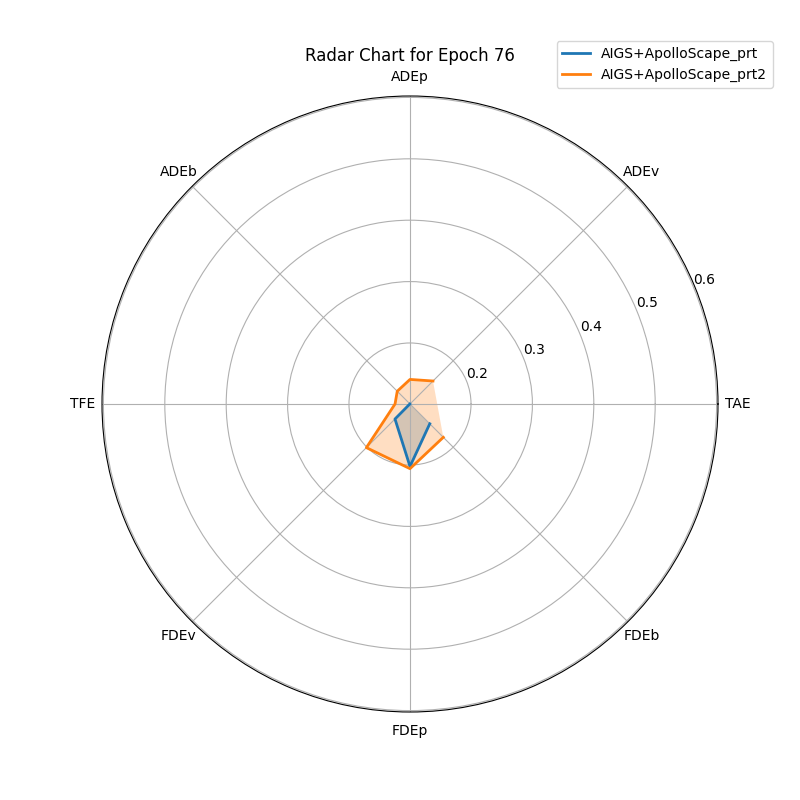 Radar Chart for Epoch 76
AIGS+ApolloScape_prt
AIGS+ApolloScape_prt2
ADEp
ADEb
ADEv
0.6
0.5
0.4
0.3
0.2
TFE
TAE
FDEv
FDEb
FDEp